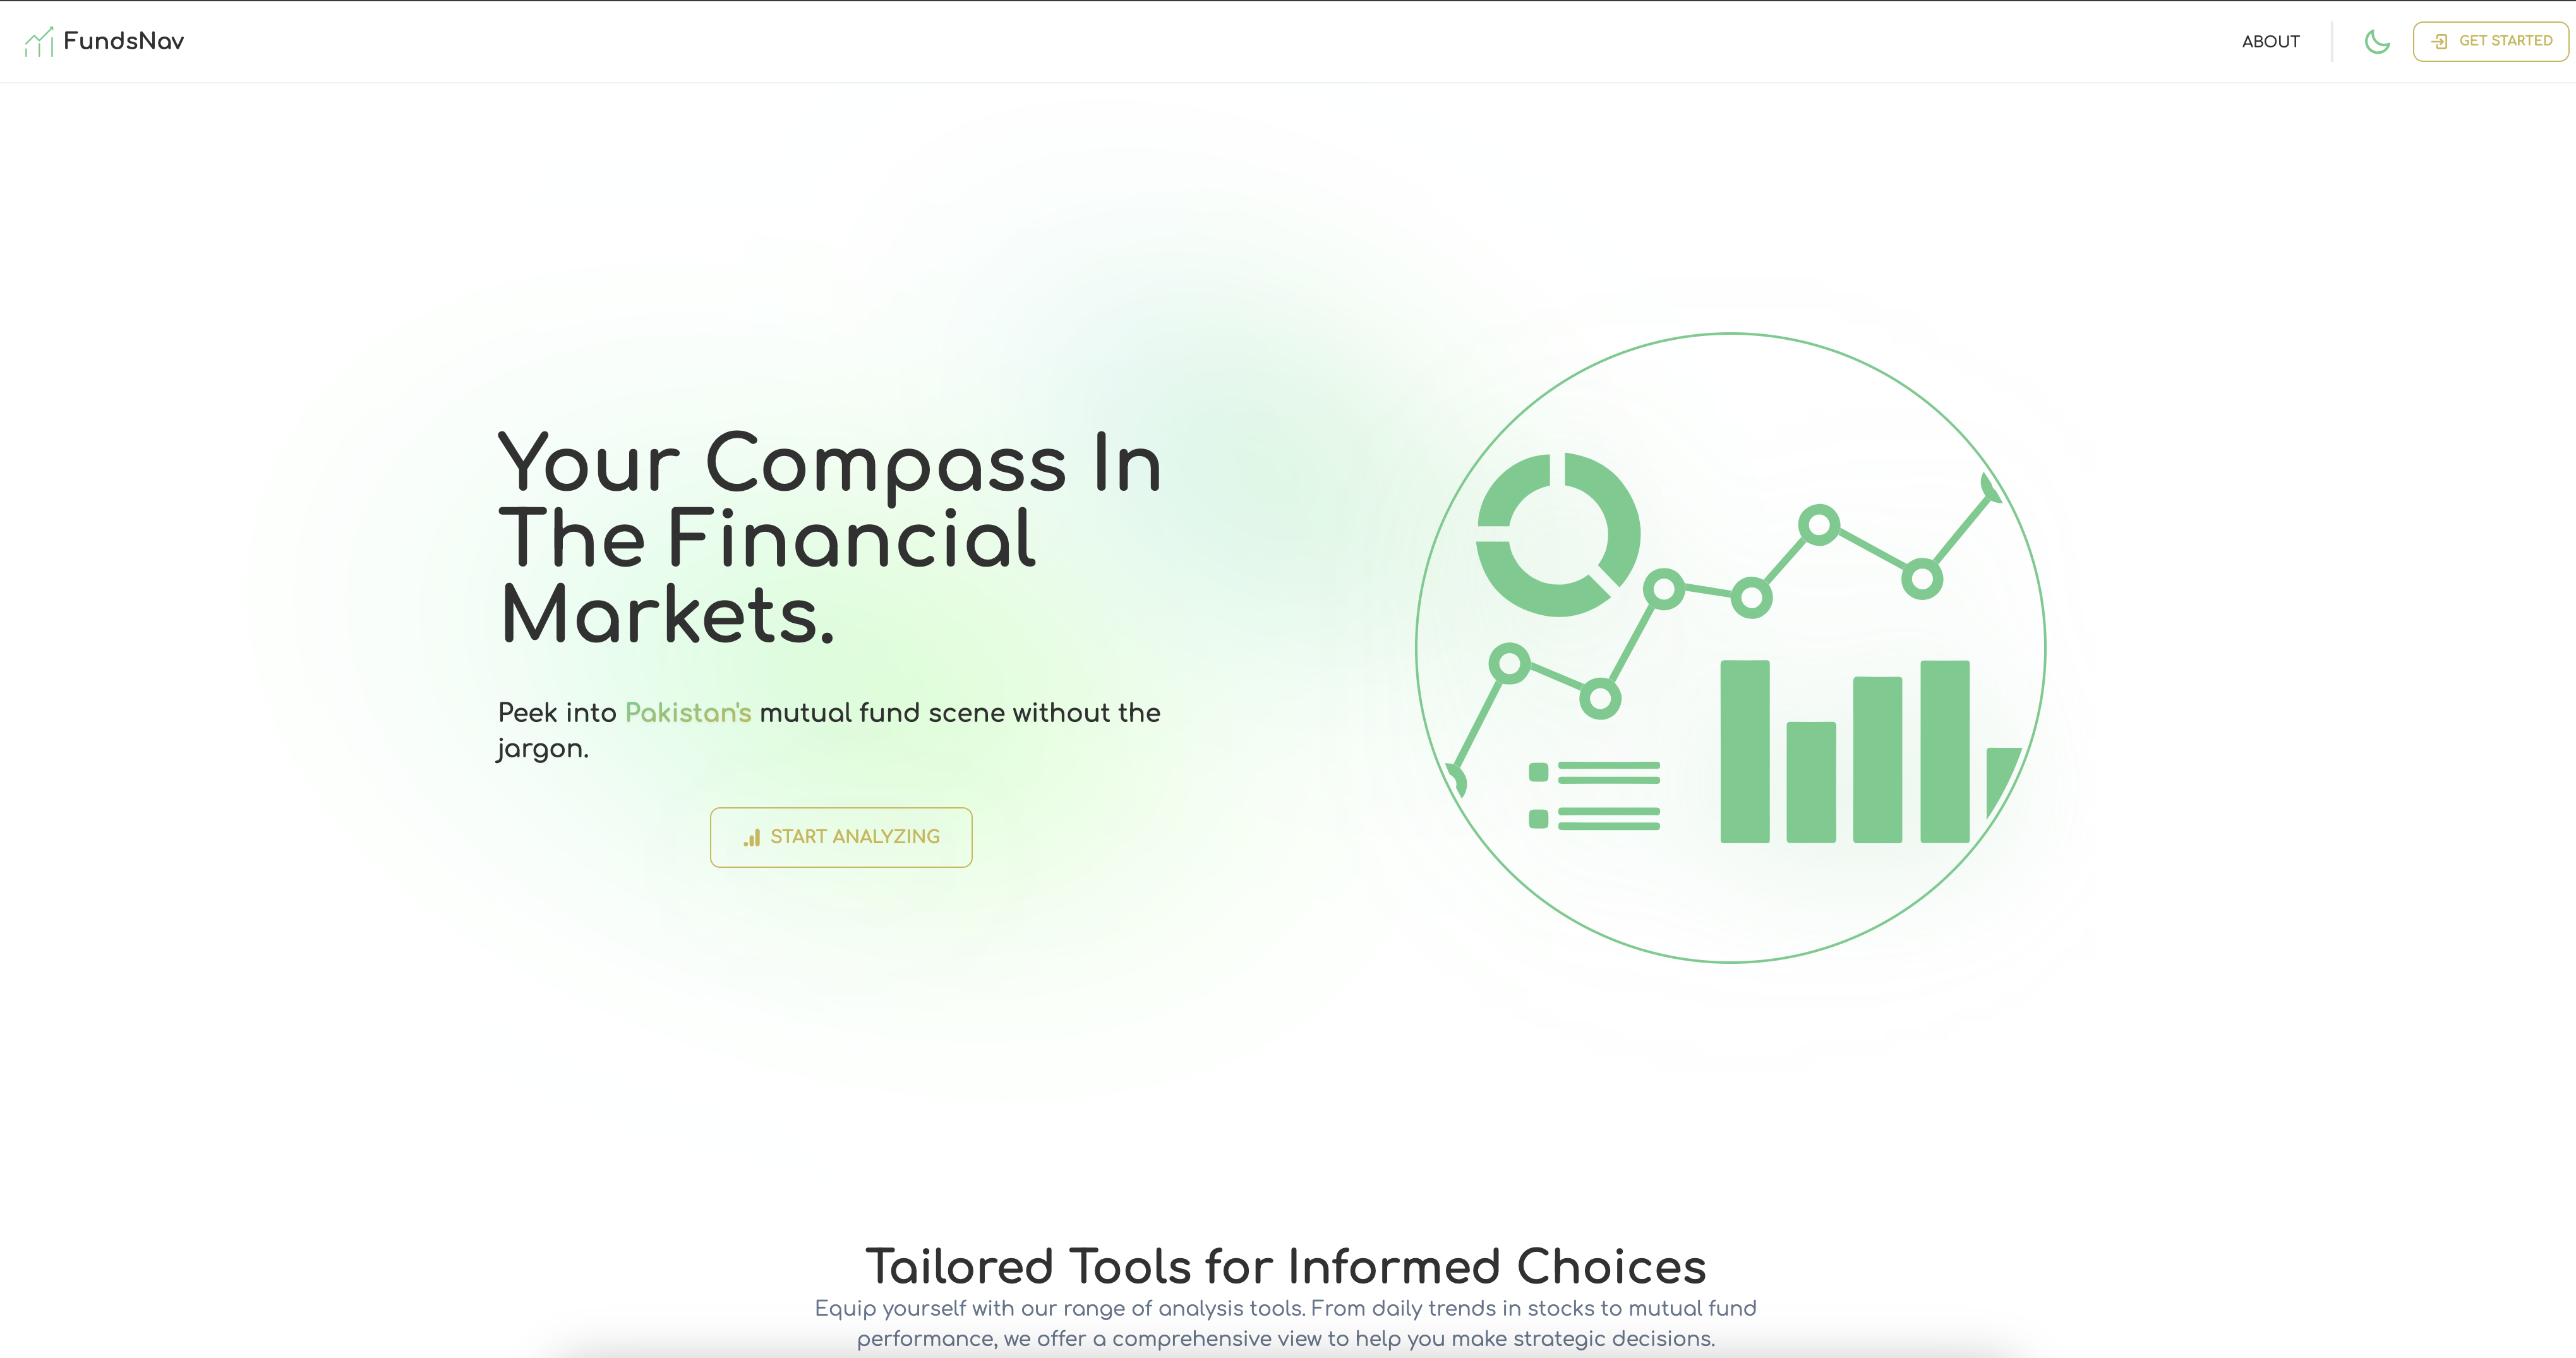 FundsNav
ABOUT
GET STARTED
Your Compass In
The Financial
Markets.
Peek into Pakistan's mutual fund scene without the
jargon.
START ANALYZING
Tailored Tools for Informed Choices
Equip yourself with our range of analysis tools. From daily trends in stocks to mutual fund
performance, we offer a comprehensive view to help you make strategic decisions.